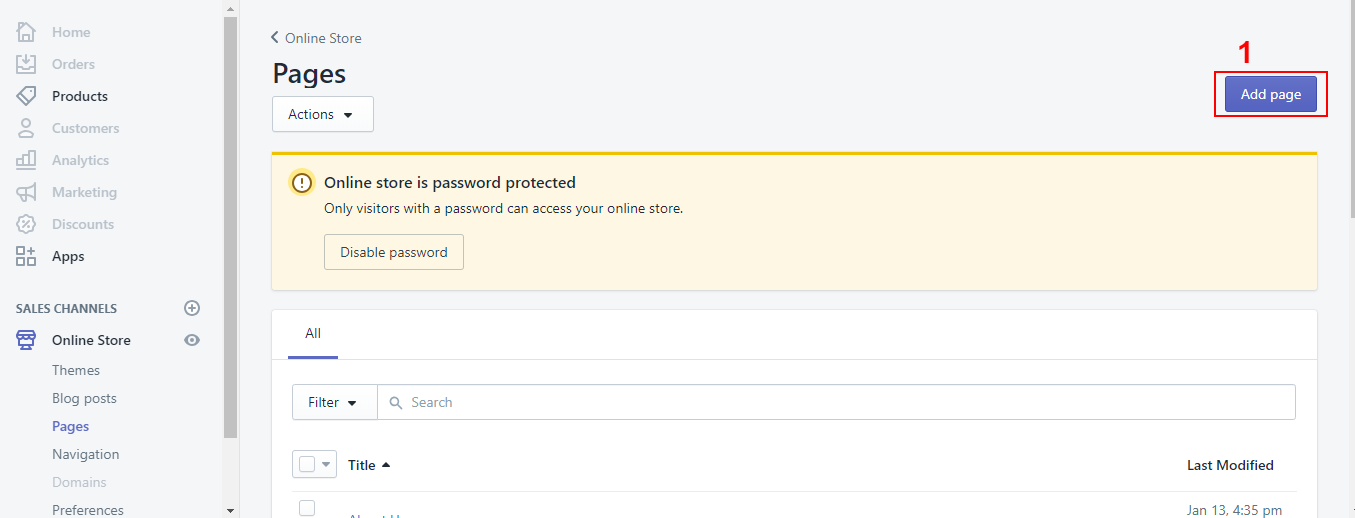 Home
Orders
Products
Customers
Analytics
Marketing
Discounts
Apps
SALES CHANNELS
Online Store
Themes
Blog posts
Pages
Navigation
Domains
Preferences
Online Store
Pages
Actions
1
Add page
Online store is password protected
Only visitors with a password can access your online store.
Disable password
All
Filter
Search
Title
Last Modified
Jan 13, 4:35 pm